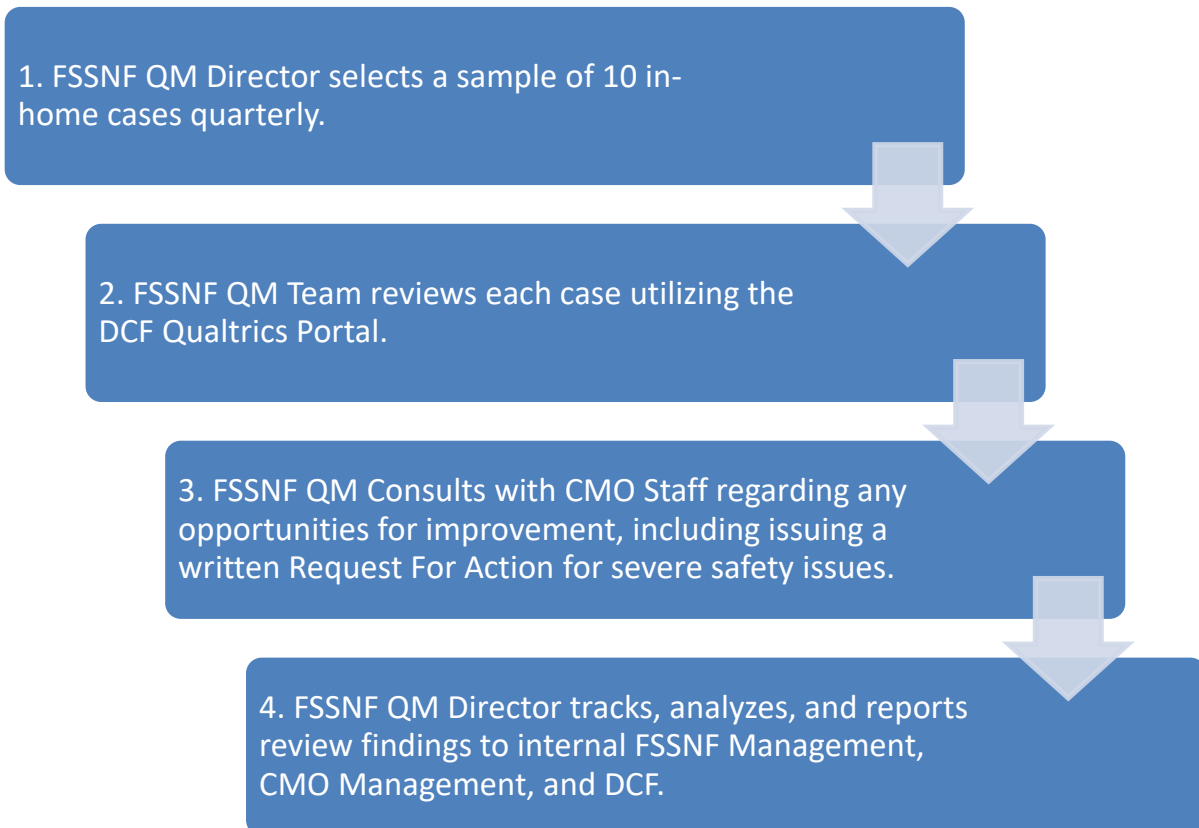 1. FSSNF QM Director selects a sample of 10 in-
home cases quarterly.
2. FSSNF QM Team reviews each case utilizing the
DCF Qualtrics Portal.
3. FSSNF QM Consults with CMO Staff regarding any
opportunities for improvement, including issuing a
written Request For Action for severe safety issues.
4. FSSNF QM Director tracks, analyzes, and reports
review findings to internal FSSNF Management,
CMO Management, and DCF.